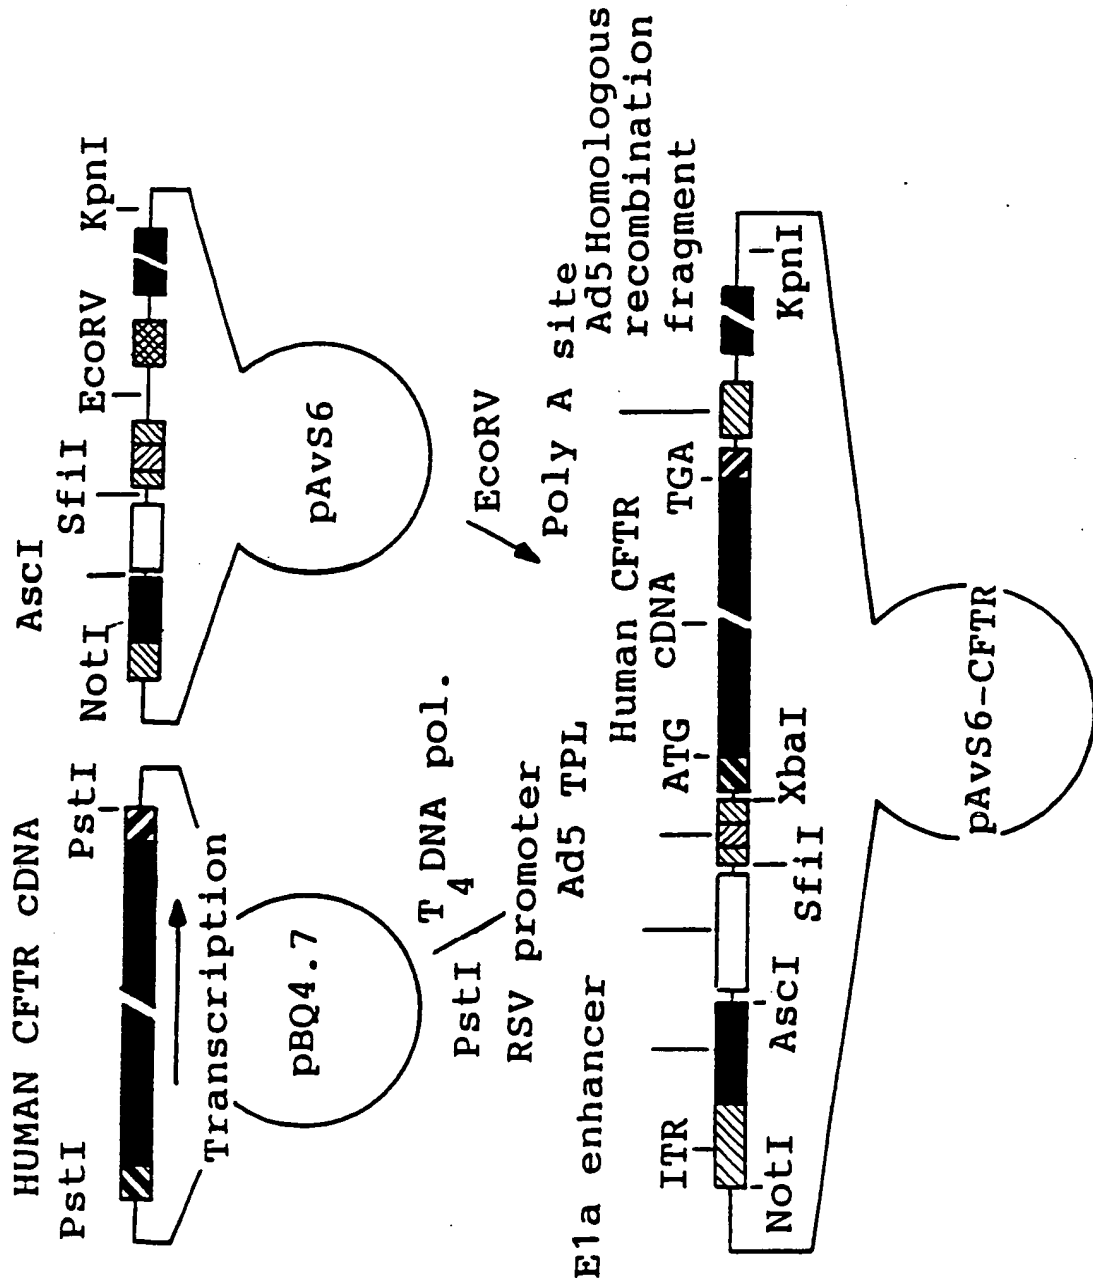 HUMAN CFTR cDNA
PstI
PstI
Transcription
pBQ4.7
AscI
NotI
SfiI
EcoRV
KpnI
pAvS6
PstI
T4 DNA pol.
EcoRV
E1a enhancer
RSV promoter
Ad5 TPL
Poly A site
Ad5 Homologous
recombination
fragment
Human CFTR
cDNA
ITR
ATG
TGA
NotI
AscI
SfiI
XbaI
KpnI
pAvS6-CFTR